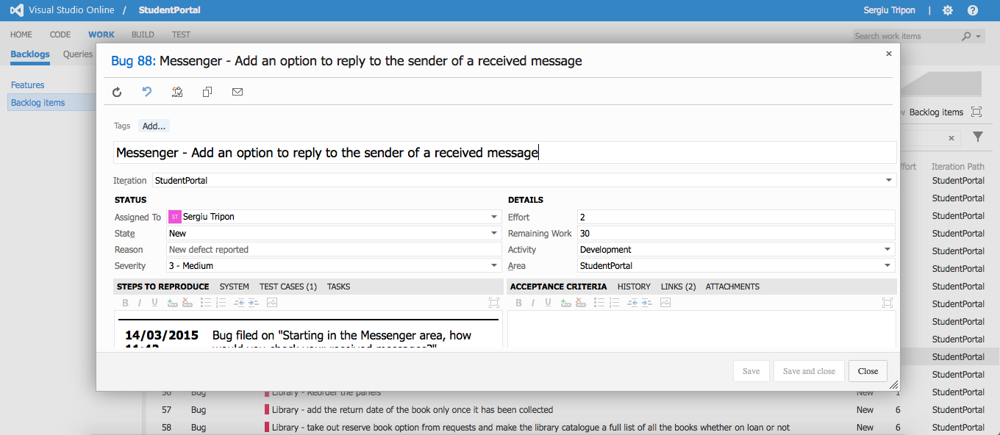 Visual Studio Online / StudentPortal Sergiu Tripon |
HOME CODE WORK BUILD TEST Search work items
Backlogs Queries
Features
Backlog items
Bug 88: Messenger - Add an option to reply to the sender of a received message
Backlog items
Tags Add...
Messenger - Add an option to reply to the sender of a received message
Iteration StudentPortal
Iteration Path
STATUS DETAILS
Assigned To ST Sergiu Tripon Effort 2
State New Remaining Work 30
Reason New defect reported Activity Development
Severity 3 - Medium Area StudentPortal
STEPS TO REPRODUCE SYSTEM TEST CASES (1) TASKS ACCEPTANCE CRITERIA HISTORY LINKS (2) ATTACHMENTS
B I U B I U
14/03/2015 Bug filed on "Starting in the Messenger area, how
11:42 would you check your received messages?"
Save Save and close Close
StudentPortal
StudentPortal
StudentPortal
StudentPortal
StudentPortal
StudentPortal
StudentPortal
StudentPortal
StudentPortal
StudentPortal
StudentPortal
StudentPortal
56 Bug Library - Reorder the panels New 1 StudentPortal
57 Bug Library - add the return date of the book only once it has been collected New 6 StudentPortal
58 Bug Library - take out reserve book option from requests and make the library catalogue a full list of all the books whether on loan or not New 6 StudentPortal